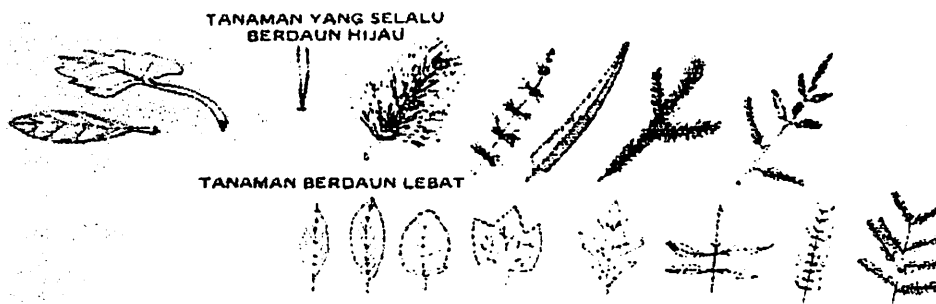 TANAMAN YANG SELALU
BERDAUN HIJAU
TANAMAN BERDAUN LEBAT